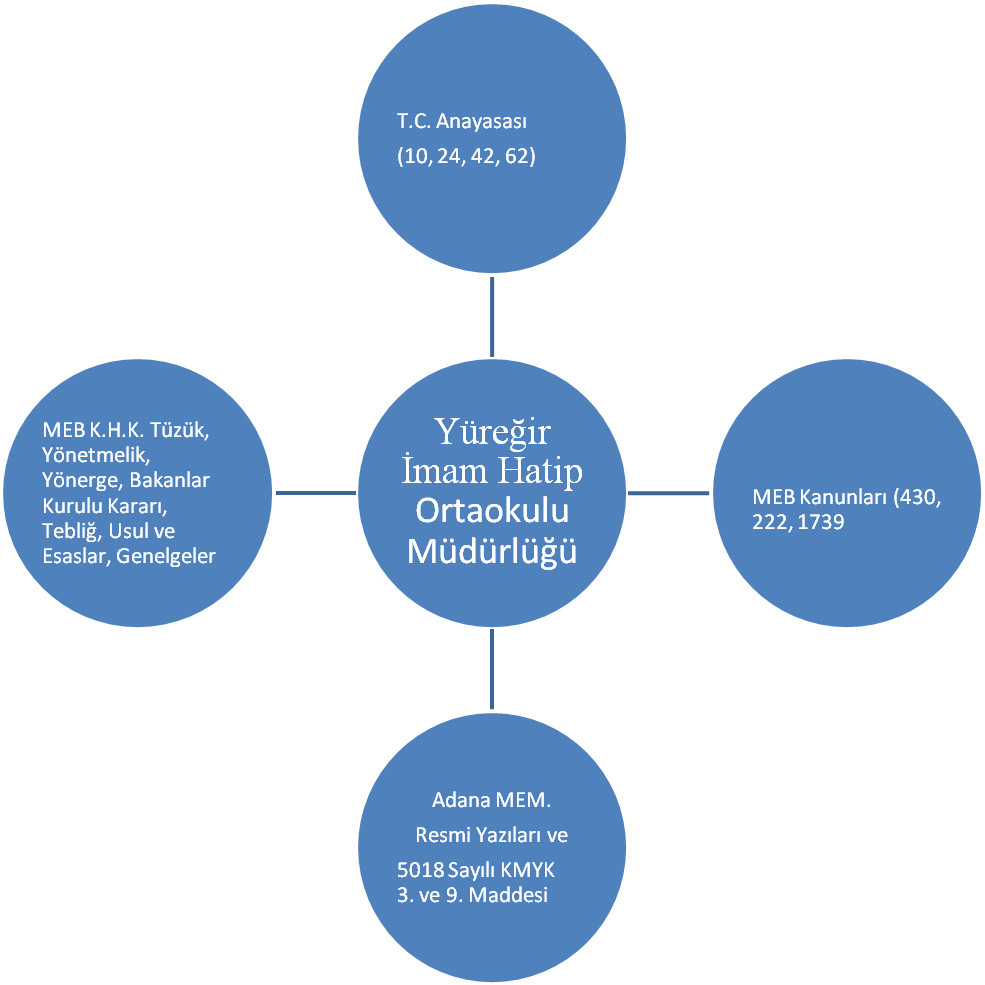 T.C. Anayasası
(10, 24, 42, 62)
MEB K.H.K. Tüzük,
Yönetmelik,
Yönerge, Bakanlar
Kurulu Kararı,
Tebliğ, Usul ve
Esaslar, Genelgeler
Yüreğir
İmam Hatip
Ortaokulu
Müdürlüğü
MEB Kanunları (430,
222, 1739
Adana MEM.
Resmi Yazıları ve
5018 Sayılı KMYK
3. ve 9. Maddesi